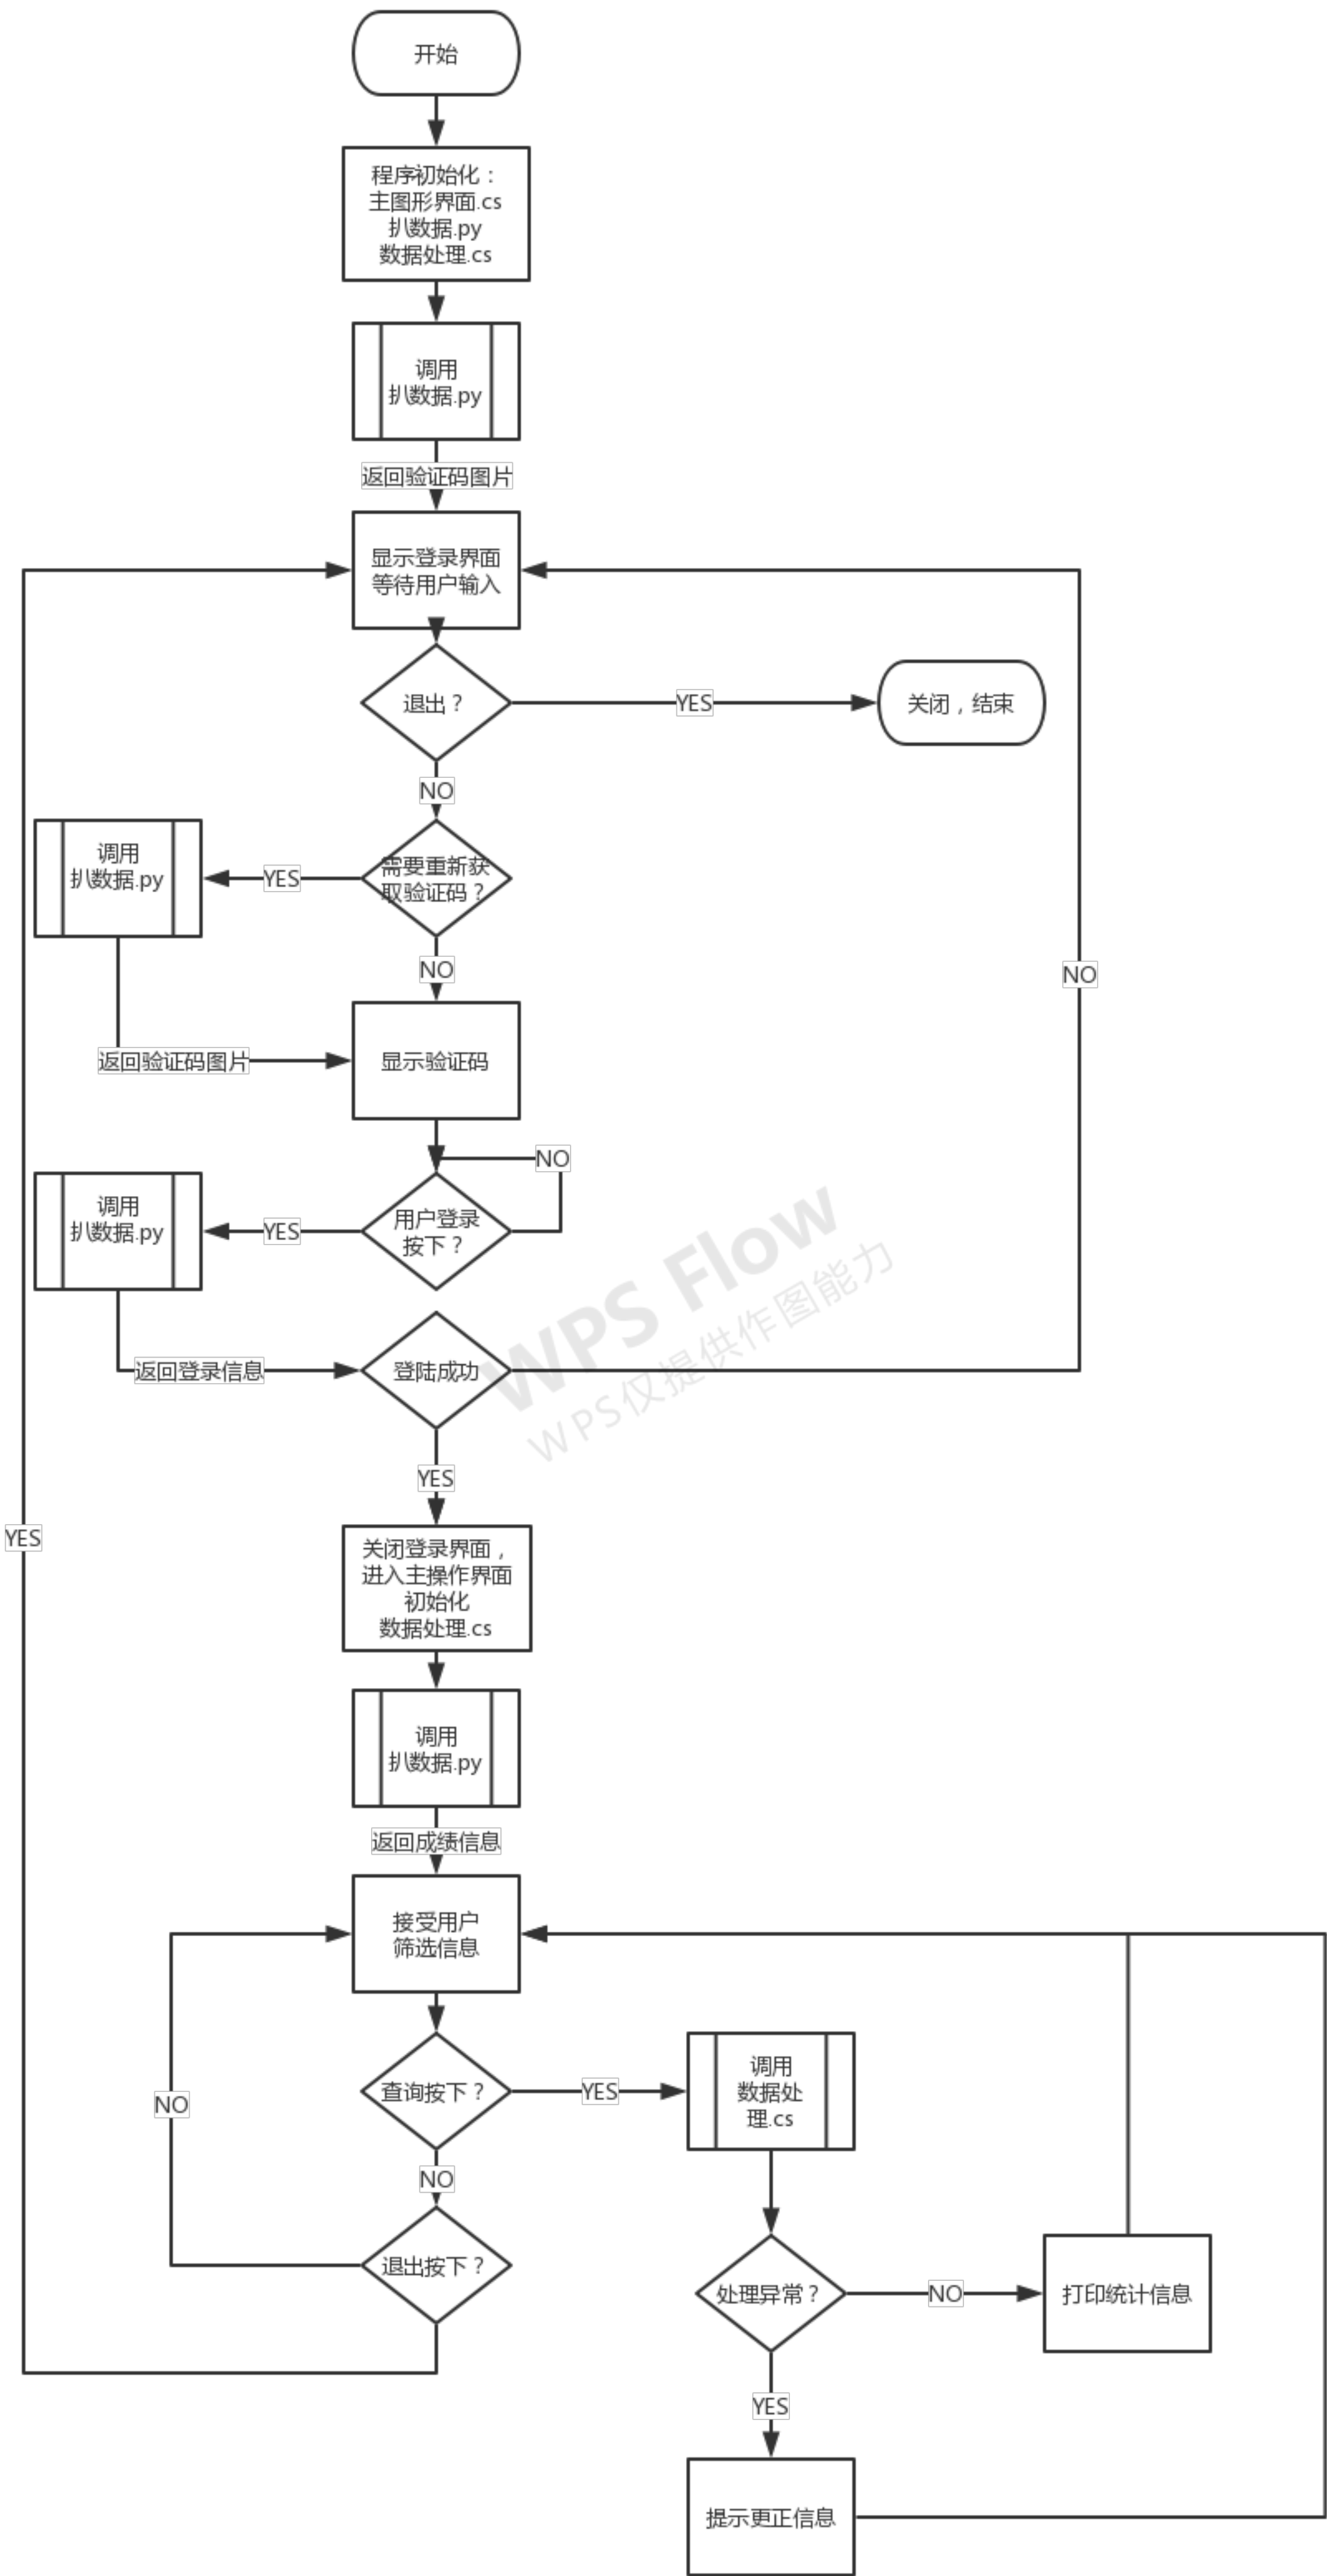 开始
程序初始化：
主图形界面.cs
扒数据.py
数据处理.cs
调用
扒数据.py
返回验证码图片
显示登录界面
等待用户输入
退出？
YES
关闭，结束
NO
需要重新获
取验证码？
YES
调用
扒数据.py
NO
NO
返回验证码图片
显示验证码
NO
用户登录
按下？
YES
调用
扒数据.py
WPS Flow
WPS仅提供作图能力
返回登录信息
登陆成功
YES
YES
关闭登录界面，
进入主操作界面
初始化
数据处理.cs
调用
扒数据.py
返回成绩信息
接受用户
筛选信息
查询按下？
YES
调用
数据处
理.cs
NO
NO
退出按下？
处理异常？
NO
打印统计信息
YES
提示更正信息